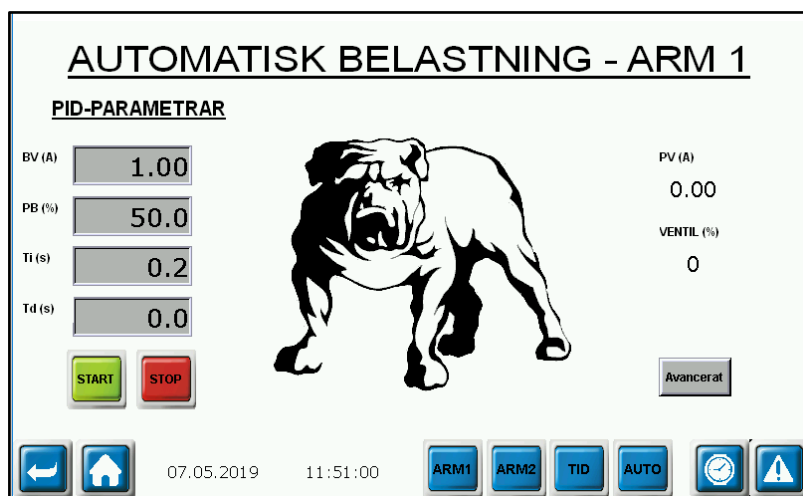 AUTOMATISK BELASTNING - ARM 1
PID-PARAMETRAR
BV (A) 1.00
PB (%) 50.0
Ti (s) 0.2
Td (s) 0.0
START STOP
PV (A)
0.00
VENTIL (%)
0
Avancerat
07.05.2019 11:51:00 ARM1 ARM2 TID AUTO